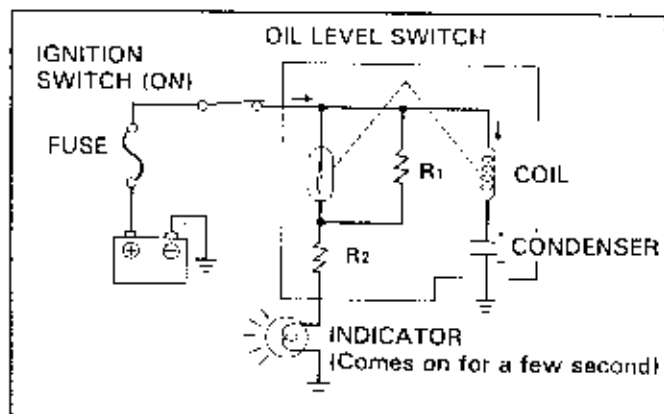 OIL LEVEL SWITCH
IGNITION
SWITCH (ON)
FUSE
R1
COIL
R2
CONDENSER
INDICATOR
(Comes on for a few second)